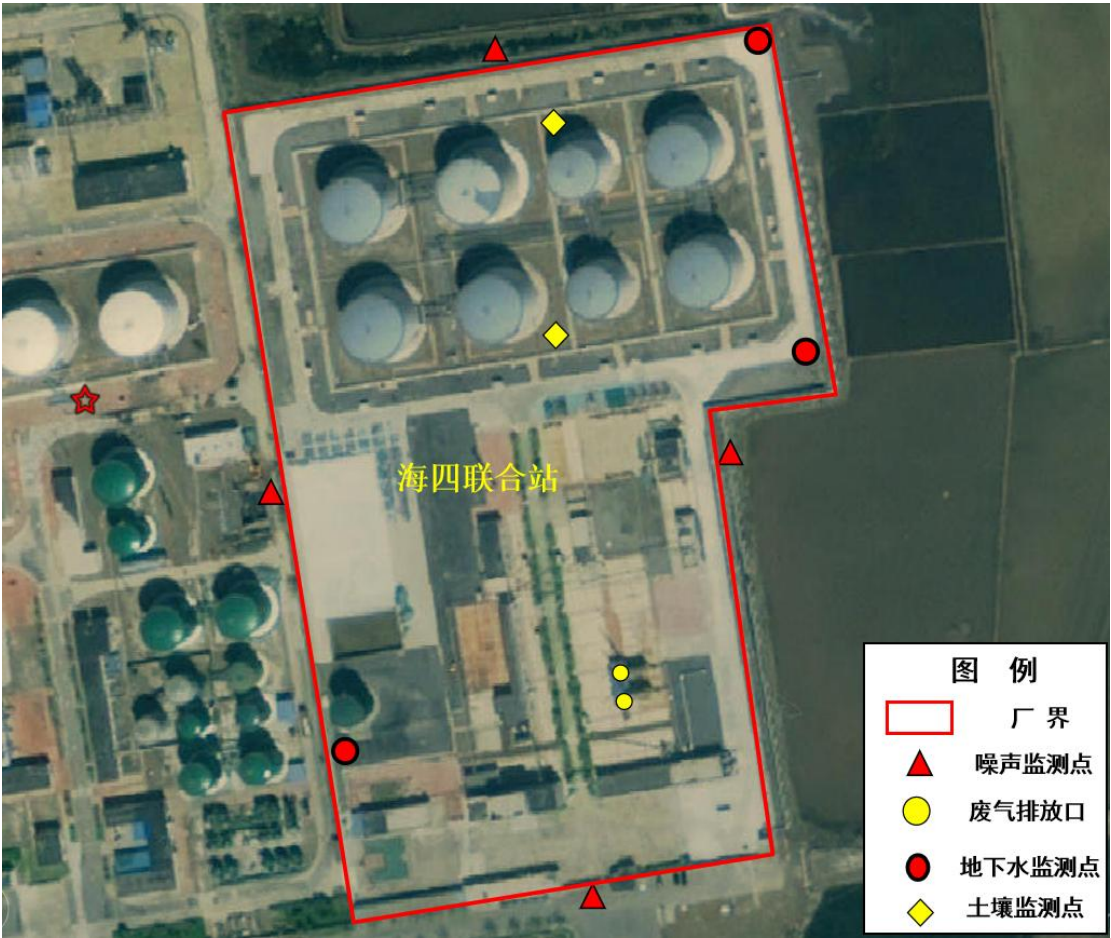 海四联合站
图 例
厂 界
噪声监测点
废气排放口
地下水监测点
土壤监测点